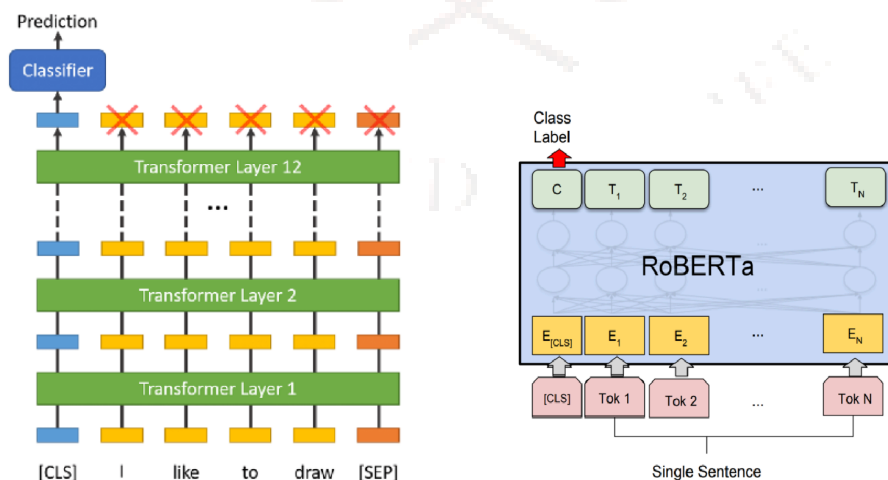 Prediction
Classifier
Transformer Layer 12
...
Transformer Layer 2
Transformer Layer 1
[CLS] I like to draw [SEP]
Class
Label
C T1 T2 ... TN
RoBERTa
E[CLS] E1 E2 ... EN
[CLS] Tok 1 Tok 2 ... Tok N
Single Sentence